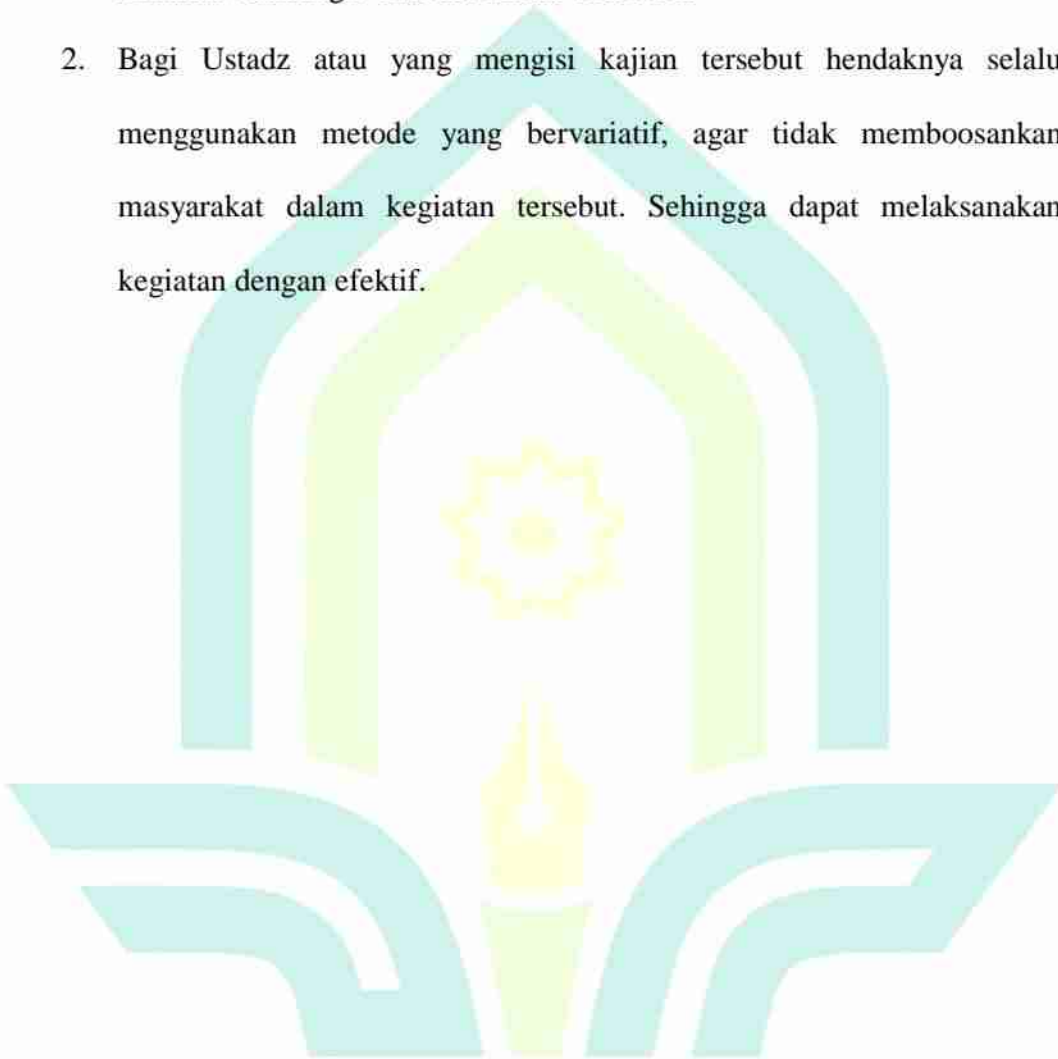 2. Bagi Ustadz atau yang mengisi kajian tersebut hendaknya selalu
menggunakan metode yang bervariatif, agar tidak memboosankan
masyarakat dalam kegiatan tersebut. Sehingga dapat melaksanakan
kegiatan dengan efektif.